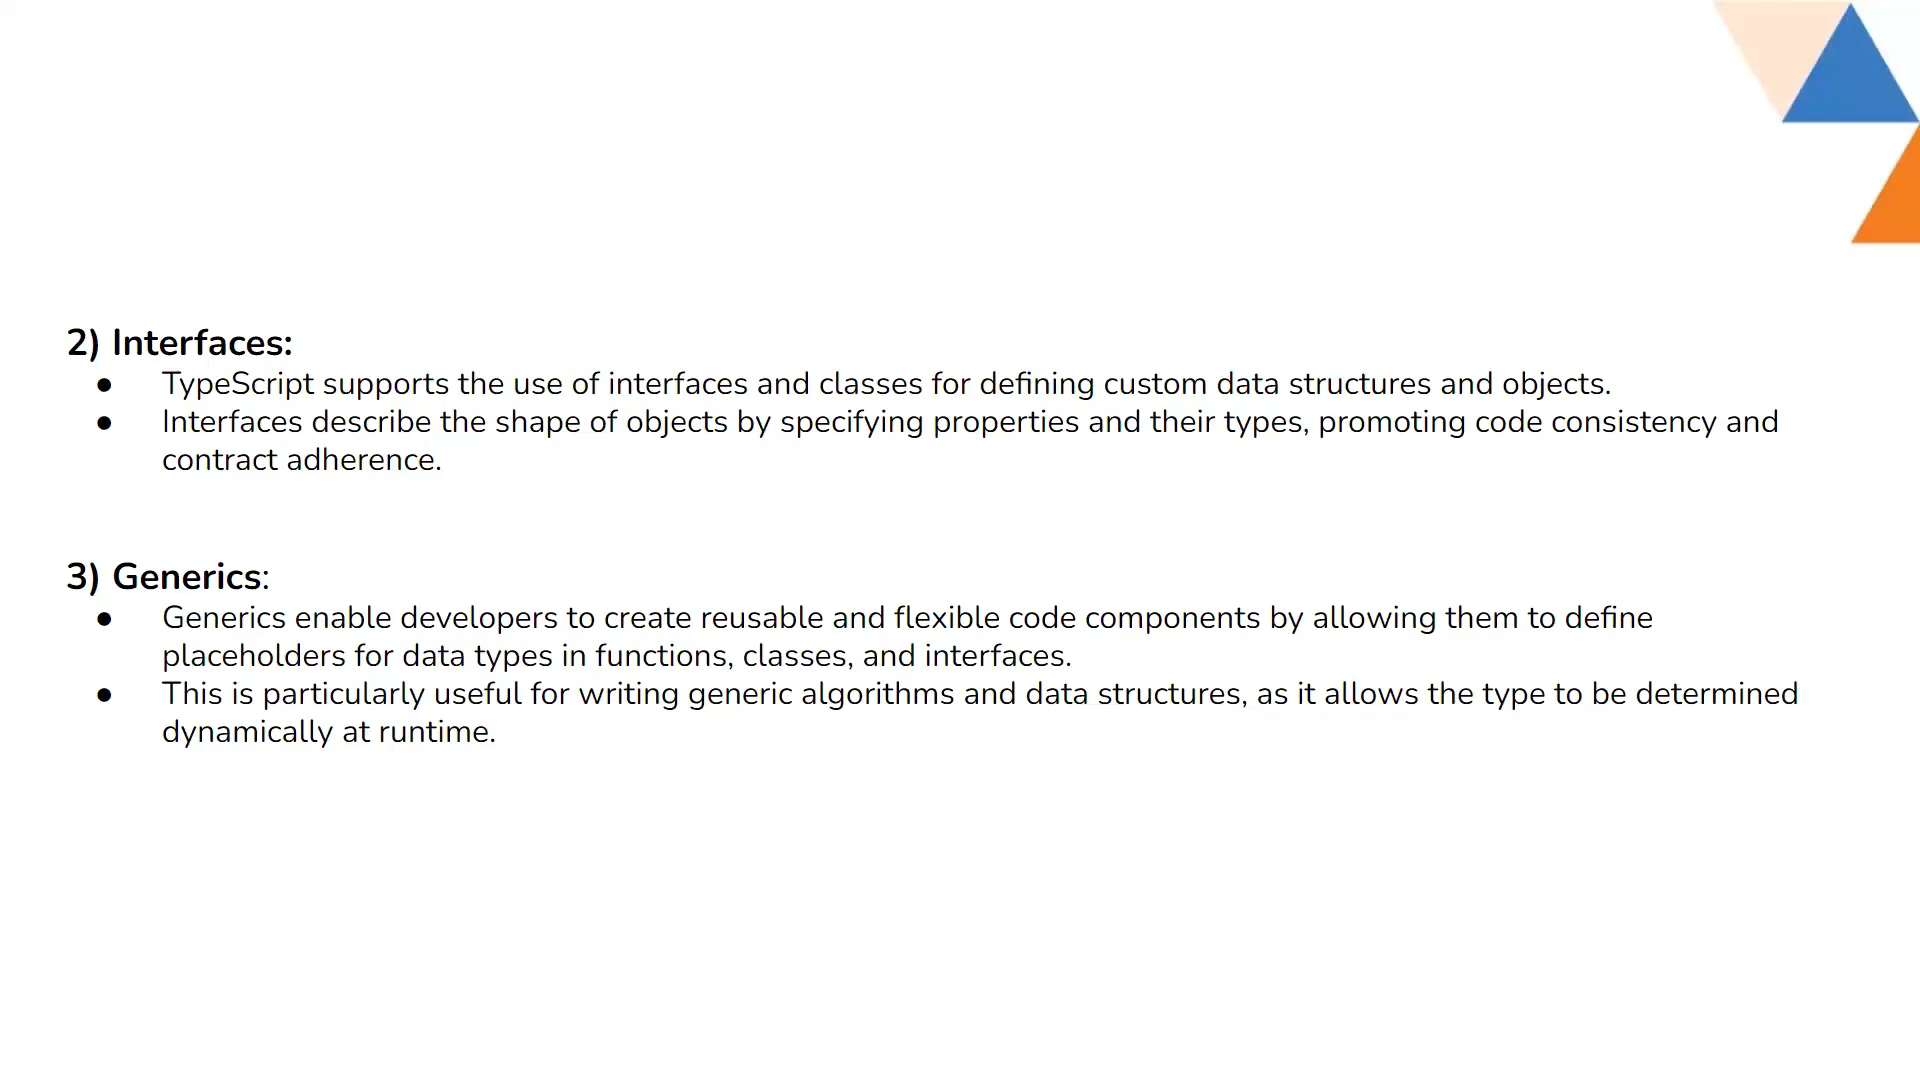 2) Interfaces:
● TypeScript supports the use of interfaces and classes for defining custom data structures and objects.
● Interfaces describe the shape of objects by specifying properties and their types, promoting code consistency and
contract adherence.
3) Generics:
● Generics enable developers to create reusable and flexible code components by allowing them to define
placeholders for data types in functions, classes, and interfaces.
● This is particularly useful for writing generic algorithms and data structures, as it allows the type to be determined
dynamically at runtime.